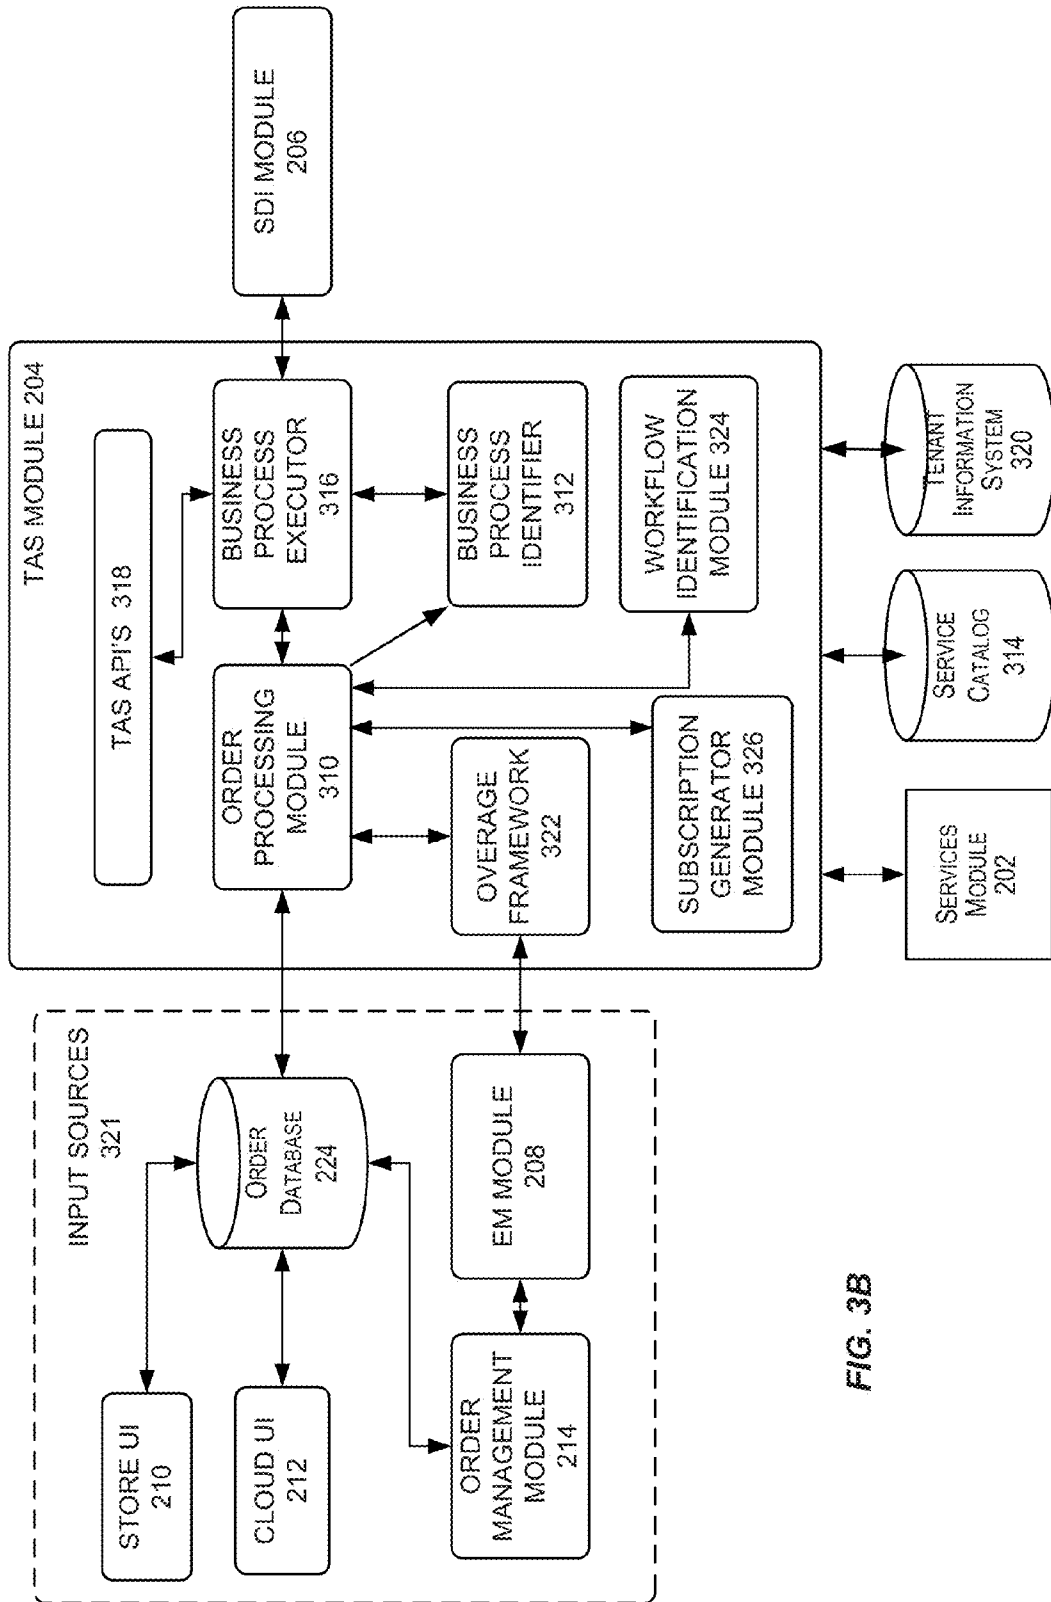 INPUT SOURCES
321
STORE UI
210
CLOUD UI
212
ORDER
DATABASE
224
ORDER
MANAGEMENT
MODULE
214
EM MODULE
208
TAS MODULE 204
TAS API'S 318
ORDER
PROCESSING
MODULE
310
BUSINESS
PROCESS
EXECUTOR
316
OVERAGE
FRAMEWORK
322
BUSINESS
PROCESS
IDENTIFIER
312
SUBSCRIPTION
GENERATOR
MODULE 326
WORKFLOW
IDENTIFICATION
MODULE 324
SDI MODULE
206
SERVICES
MODULE
202
SERVICE
CATALOG
314
TENANT
INFORMATION
SYSTEM
320
FIG. 3B